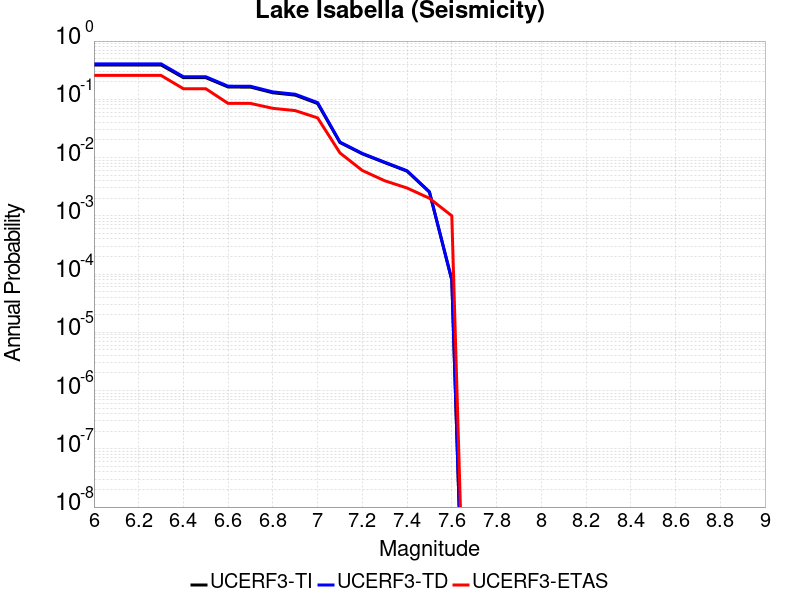 Lake Isabella (Seismicity)
10^0
10^-1
10^-2
10^-3
10^-4
10^-5
10^-6
10^-7
10^-8
Annual Probability
6 6.2 6.4 6.6 6.8 7 7.2 7.4 7.6 7.8 8 8.2 8.4 8.6 8.8 9
Magnitude
UCERF3-TI UCERF3-TD UCERF3-ETAS